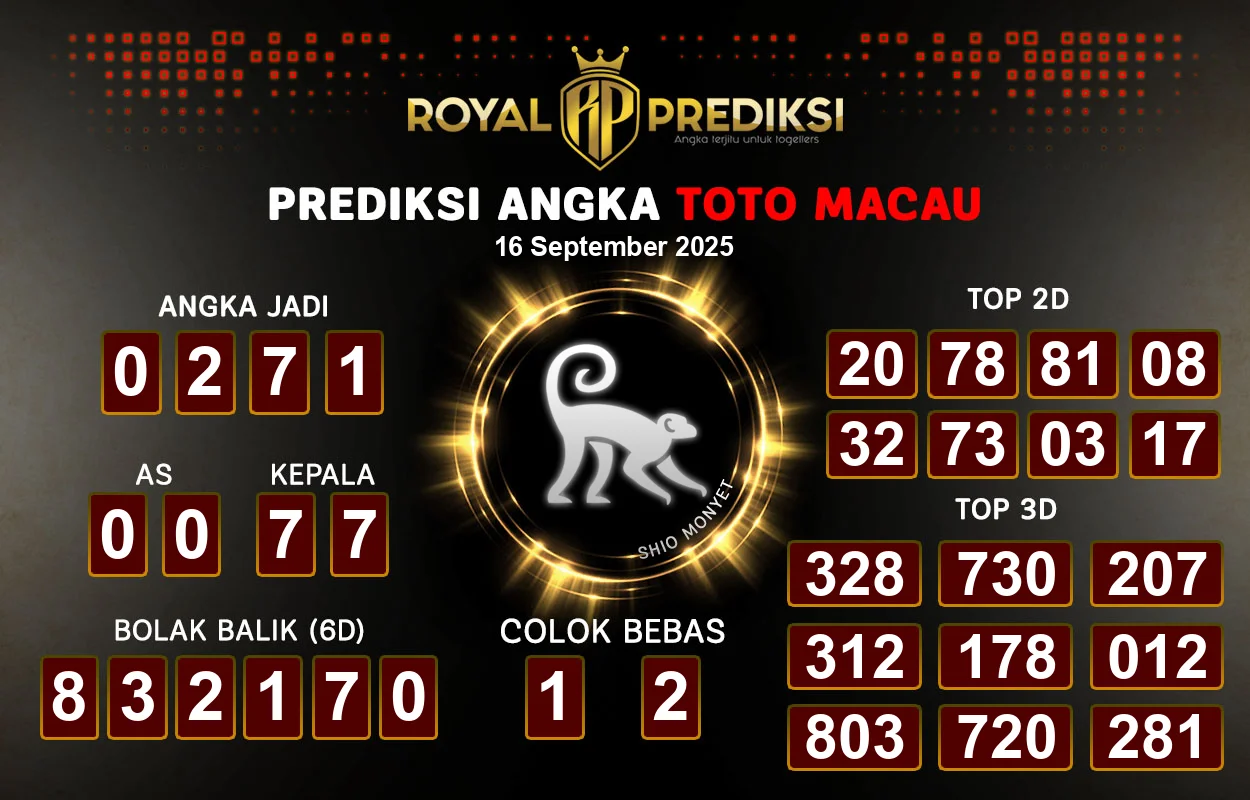 ROYAL RP PREDIKSI
Angka terjitu untuk togellers
PREDIKSI ANGKA TOTO MACAU
16 September 2025
ANGKA JADI
0 2 7 1
AS
0 0
KEPALA
7 7
BOLAK BALIK (6D)
8 3 2 1 7 0
SHIO MONYET
COLOK BEBAS
1 2
TOP 2D
20 78 81 08
32 73 03 17
TOP 3D
328 730 207
312 178 012
803 720 281